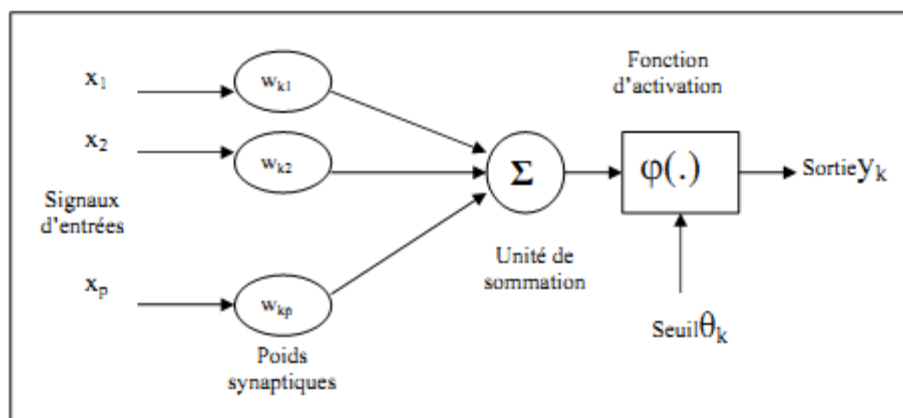 x1
wk1
Fonction
d'activation
x2
wk2
Σ
φ(.)
Sortie yk
Signaux
d'entrées
Unité de
sommation
xp
wkp
Seuil θk
Poids
synaptiques